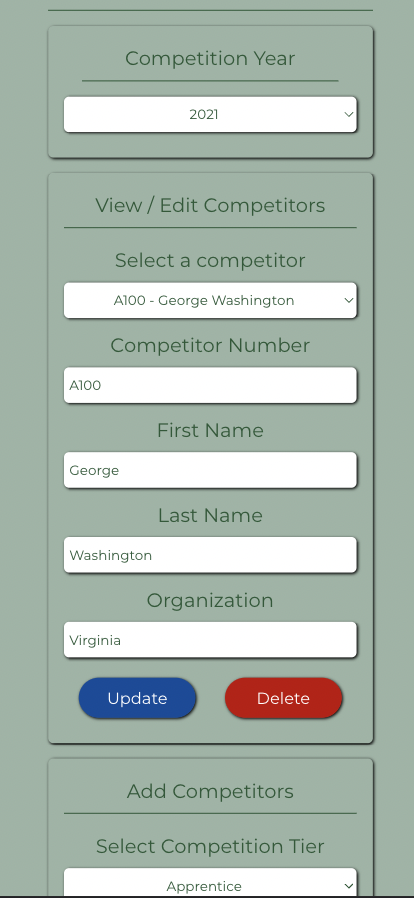 Competition Year
2021
View / Edit Competitors
Select a competitor
A100 - George Washington
Competitor Number
A100
First Name
George
Last Name
Washington
Organization
Virginia
Update Delete
Add Competitors
Select Competition Tier
Apprentice